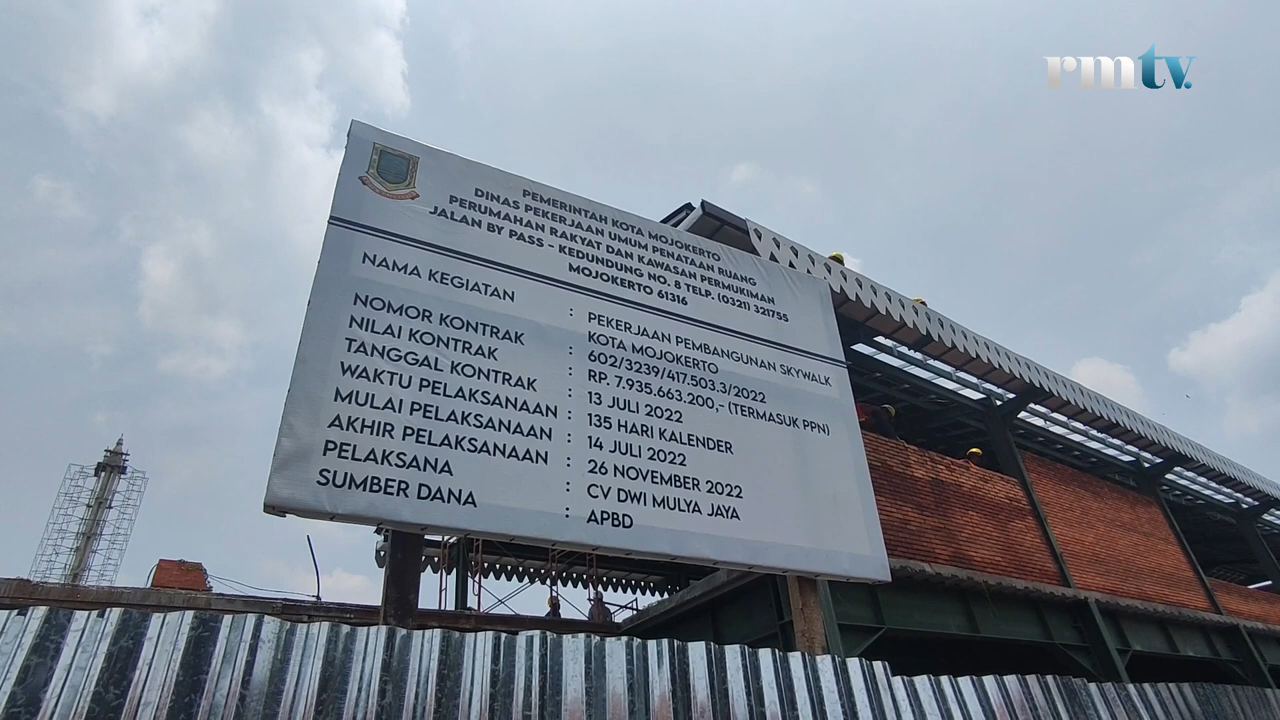 rmtv.
PEMERINTAH KOTA MOJOKERTO
DINAS PEKERJAAN UMUM PENATAAN RUANG
PERUMAHAN RAKYAT DAN KAWASAN PERMUKIMAN
JALAN BY PASS - KEDUNDUNG NO. 8 TELP. (0321) 321755
MOJOKERTO 61316
NAMA KEGIATAN : PEKERJAAN PEMBANGUNAN SKYWALK
KOTA MOJOKERTO
NOMOR KONTRAK : 602/3239/417.503.3/2022
NILAI KONTRAK : RP. 7.935.663.200,- (TERMASUK PPN)
TANGGAL KONTRAK : 13 JULI 2022
WAKTU PELAKSANAAN : 135 HARI KALENDER
MULAI PELAKSANAAN : 14 JULI 2022
AKHIR PELAKSANAAN : 26 NOVEMBER 2022
PELAKSANA : CV DWI MULYA JAYA
SUMBER DANA : APBD